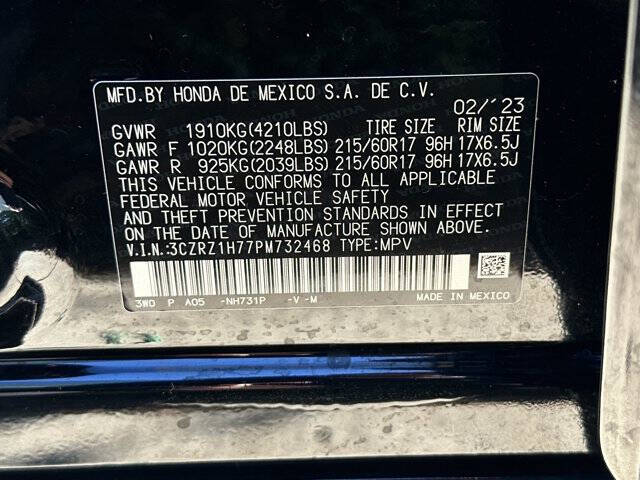 MFD.BY HONDA DE MEXICO S.A. DE C.V.
02/'23
GVWR 1910KG(4210LBS) TIRE SIZE RIM SIZE
GAWR F 1020KG(2248LBS) 215/60R17 96H 17X6.5J
GAWR R 925KG(2039LBS) 215/60R17 96H 17X6.5J
THIS VEHICLE CONFORMS TO ALL APPLICABLE
FEDERAL MOTOR VEHICLE SAFETY
AND THEFT PREVENTION STANDARDS IN EFFECT
ON THE DATE OF MANUFACTURE SHOWN ABOVE.
V.I.N.:3CZRZ1H77PM732468 TYPE:MPV
3W0 P A05 -NH731P -V-M MADE IN MEXICO